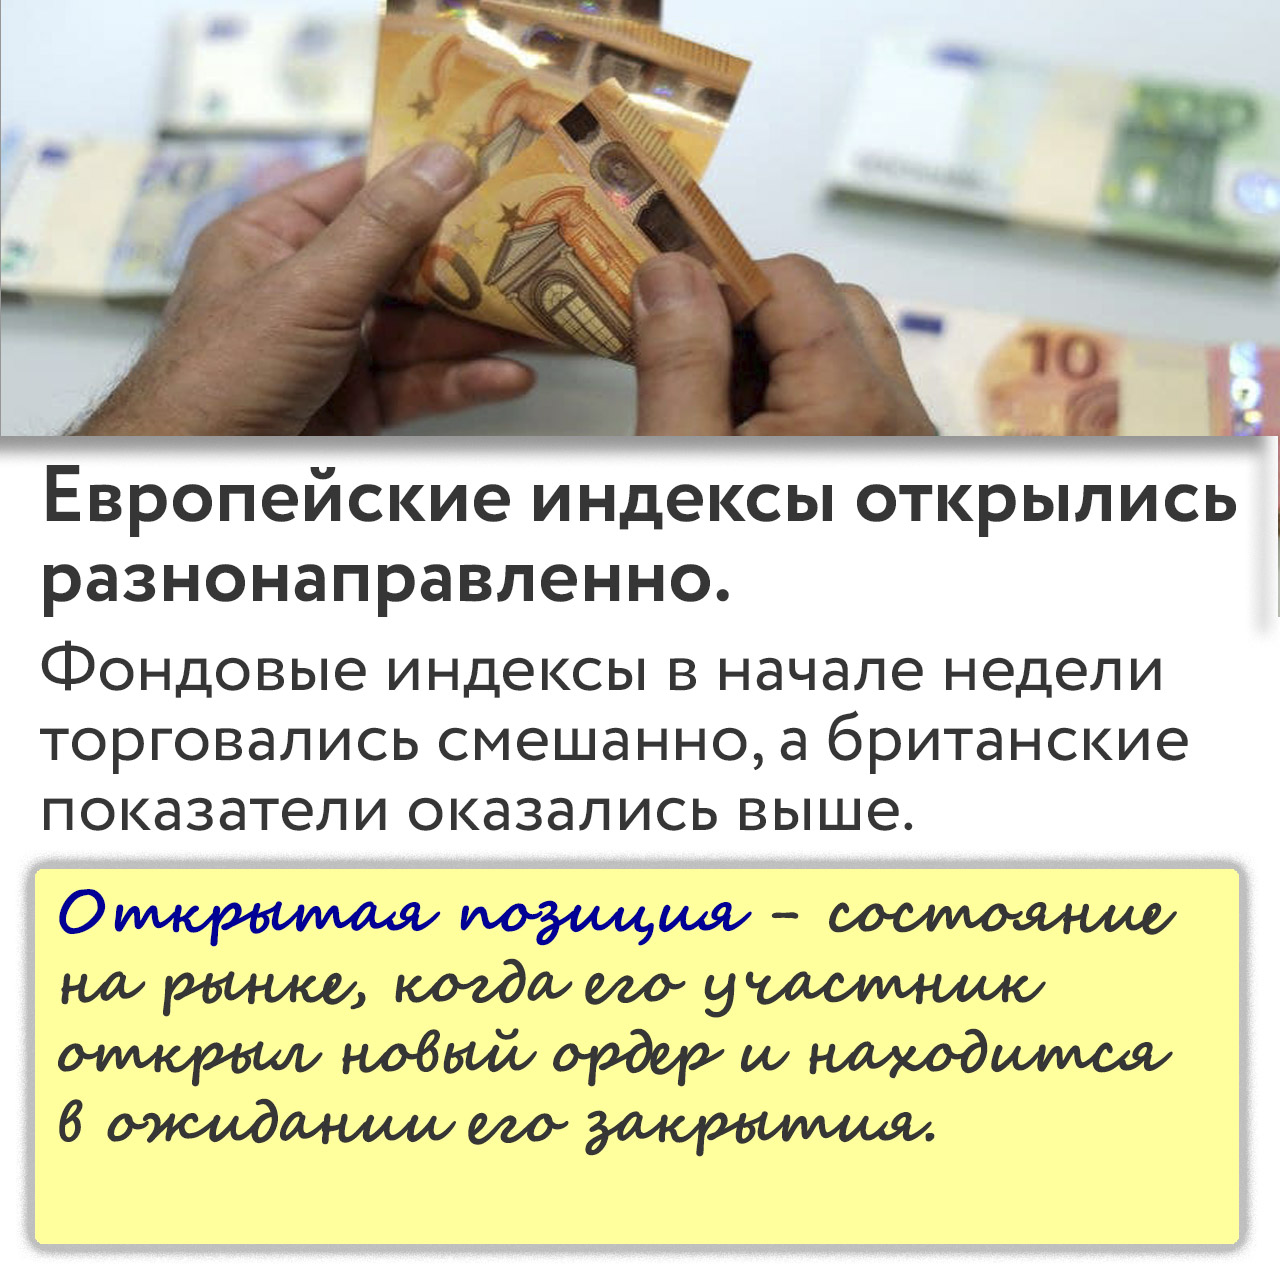 10
Европейские индексы открылись
разнонаправленно.
Фондовые индексы в начале недели
торговались смешанно, а британские
показатели оказались выше.
Открытая позиция – состояние
на рынке, когда его участник
открыл новый ордер и находится
в ожидании его закрытия.